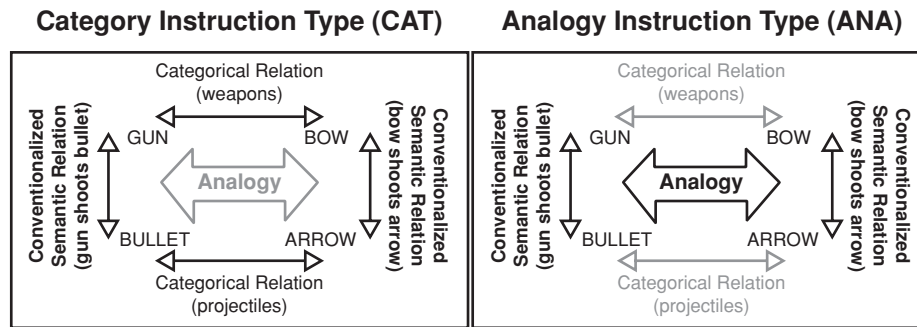 Category Instruction Type (CAT)
Categorical Relation
(weapons)
Conventionalized
Semantic Relation
(gun shoots bullet)
GUN
BOW
Analogy
BULLET
ARROW
Conventionalized
Semantic Relation
(bow shoots arrow)
Categorical Relation
(projectiles)
Analogy Instruction Type (ANA)
Categorical Relation
(weapons)
Conventionalized
Semantic Relation
(gun shoots bullet)
GUN
BOW
Analogy
BULLET
ARROW
Conventionalized
Semantic Relation
(bow shoots arrow)
Categorical Relation
(projectiles)